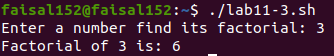 faisal152@faisal152:~$ ./lab11-3.sh
Enter a number find its factorial: 3
Factorial of 3 is: 6